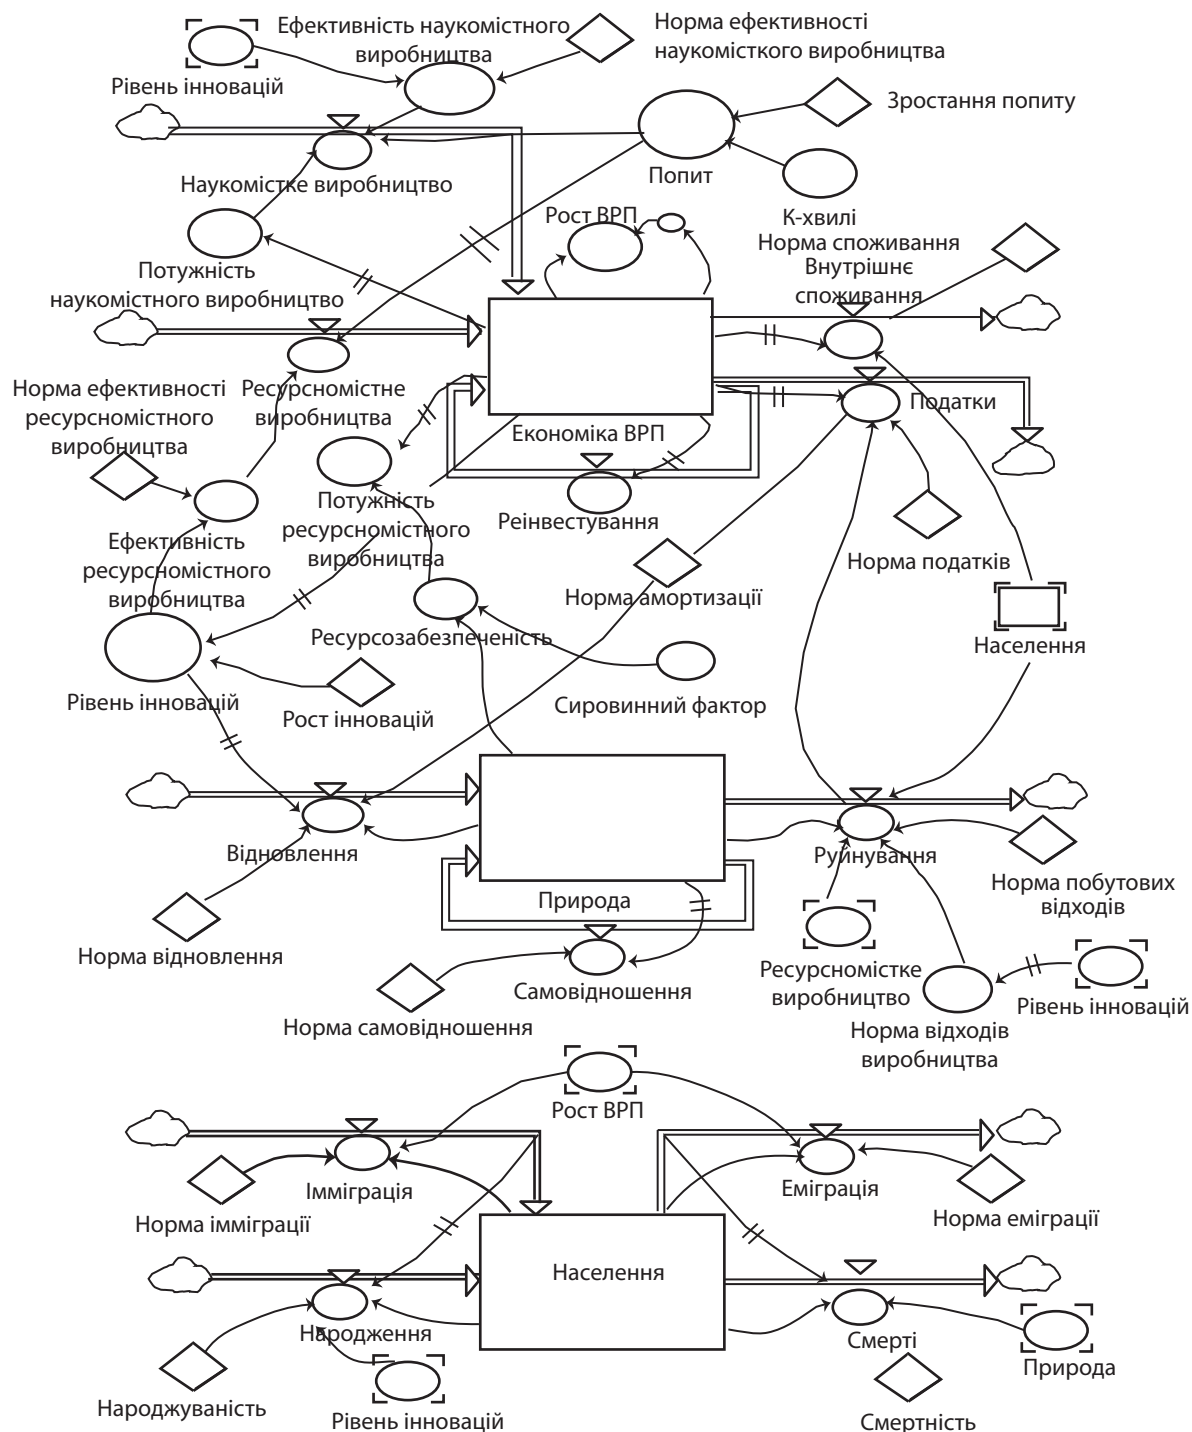 Ефективність наукомістного
виробництва
Норма ефективності
наукомісткого виробництва
Рівень інновацій
Зростання попиту
Попит
Наукомістке виробництво
К-хвилі
Рост ВРП
Норма споживання
Внутрішнє
споживання
Потужність
наукомістного виробництво
Норма ефективності
ресурсномістного
виробництва
Ресурсномістне
виробництва
Податки
Економіка ВРП
Потужність
ресурсномістного
виробництва
Реінвестування
Ефективність
ресурсномістного
виробництва
Норма податків
Норма амортизації
Ресурсозабезпеченість
Населення
Рівень інновацій
Рост інновацій
Сировинний фактор
Відновлення
Руйнування
Природа
Норма побутових
відходів
Норма відновлення
Самовідношення
Норма самовідношення
Ресурсномістке
виробництво
Норма відходів
виробництва
Рівень інновацій
Рост ВРП
Імміграція
Еміграція
Норма імміграції
Норма еміграції
Населення
Народження
Смерті
Природа
Народжуваність
Рівень інновацій
Смертність